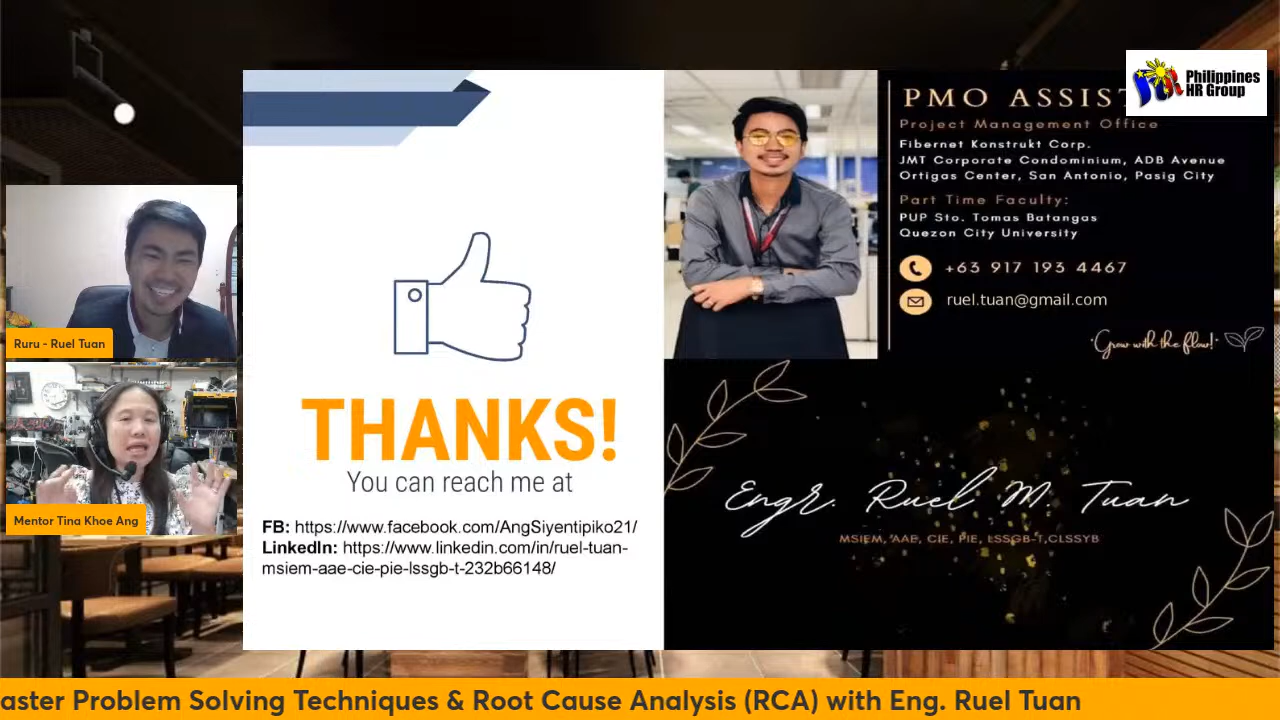 Philippines
HR Group
PMO ASSIST
Project Management Office
Fibernet Konstrukt Corp.
JMT Corporate Condominium, ADB Avenue
Ortigas Center, San Antonio, Pasig City
Part Time Faculty:
PUP Sto. Tomas Batangas
Quezon City University
+63 917 193 4467
ruel.tuan@gmail.com
"Grow with the flow!"
Ruru - Ruel Tuan
Mentor Tina Khoe Ang
THANKS!
You can reach me at
FB: https://www.facebook.com/AngSiyentipiko21/
LinkedIn: https://www.linkedin.com/in/ruel-tuan-
msiem-aae-cie-pie-lssgb-t-232b66148/
Engr. Ruel M. Tuan
MSIEM, AAE, CIE, PIE, LSSGB-T,CLSSYB
aster Problem Solving Techniques & Root Cause Analysis (RCA) with Eng. Ruel Tuan